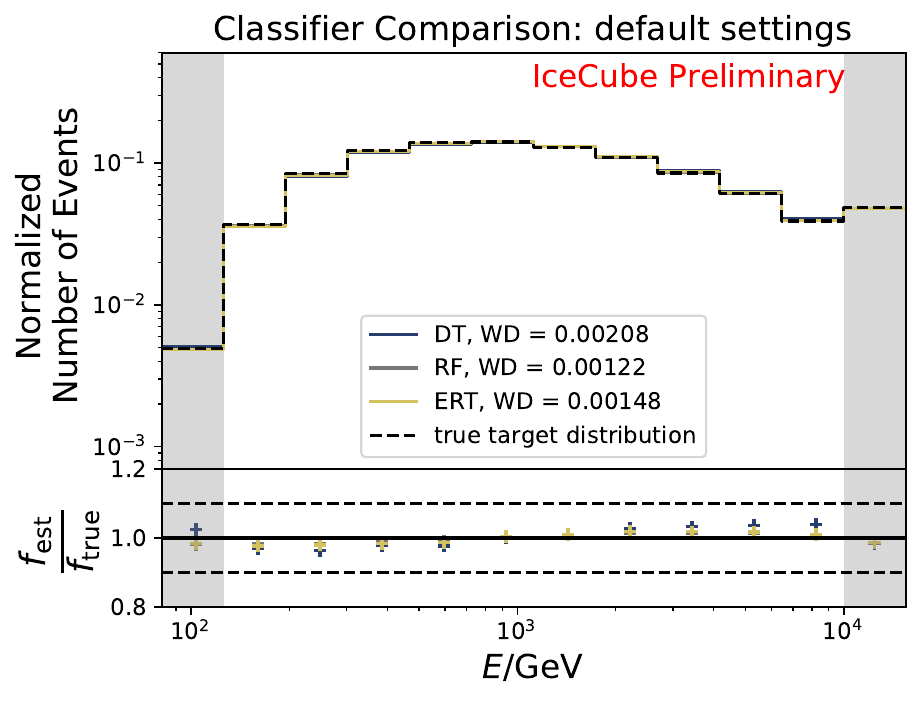 Classifier Comparison: default settings
IceCube Preliminary
Normalized
Number of Events
10⁻¹
10⁻²
10⁻³
DT, WD = 0.00208
RF, WD = 0.00122
ERT, WD = 0.00148
true target distribution
f_est
f_true
1.2
1.0
0.8
10² 10³ 10⁴
E/GeV